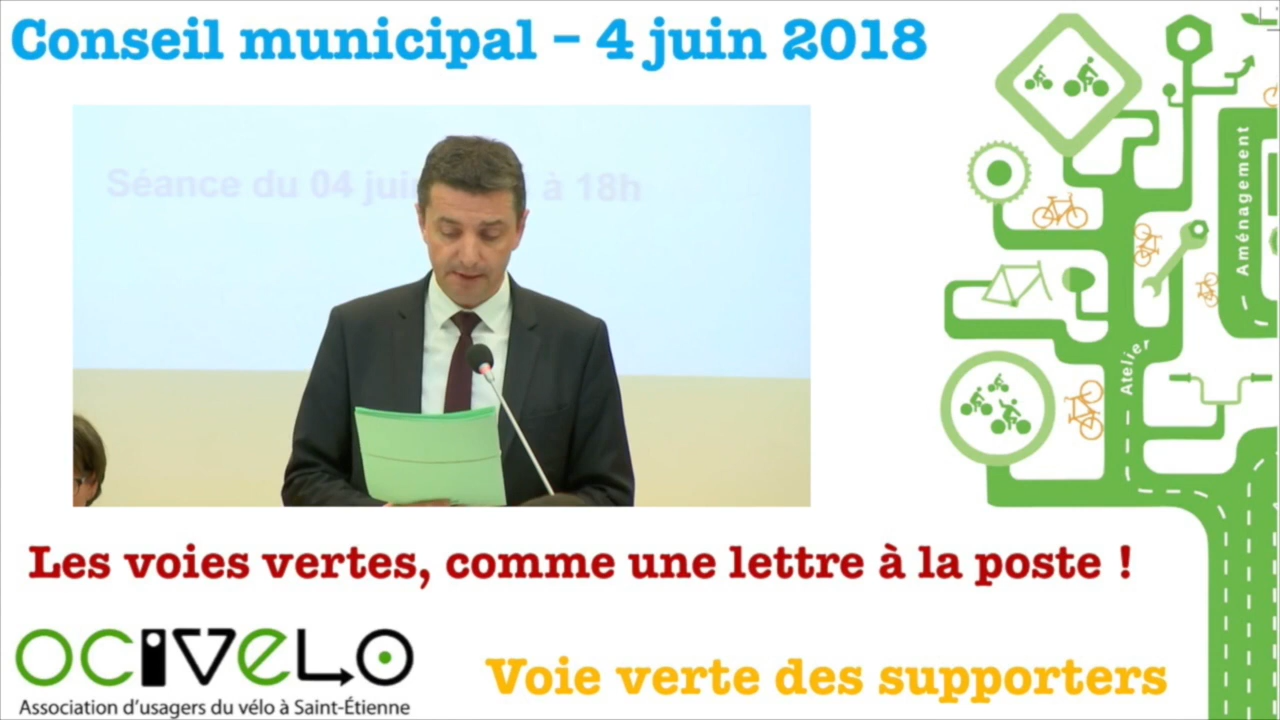 Conseil municipal – 4 juin 2018
Séance du 04 juin à 18h
Aménagement
Atelier
Les voies vertes, comme une lettre à la poste !
OCIVELO
Association d'usagers du vélo à Saint-Étienne
Voie verte des supporters